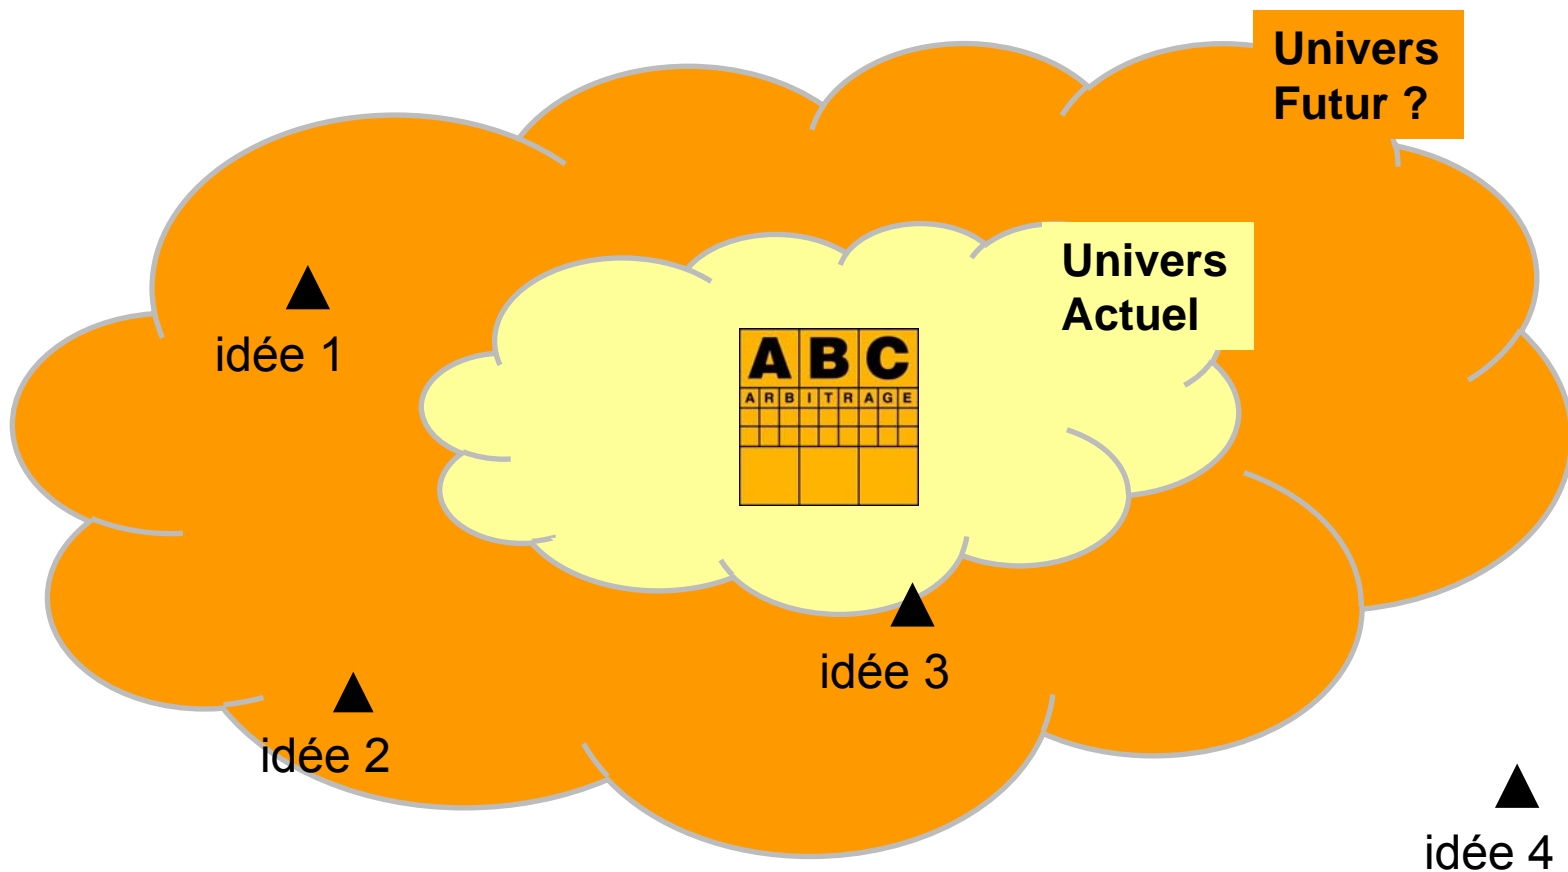 Univers
Futur ?
Univers
Actuel
idée 1
ABC
ARBITRAGE
idée 3
idée 2
idée 4